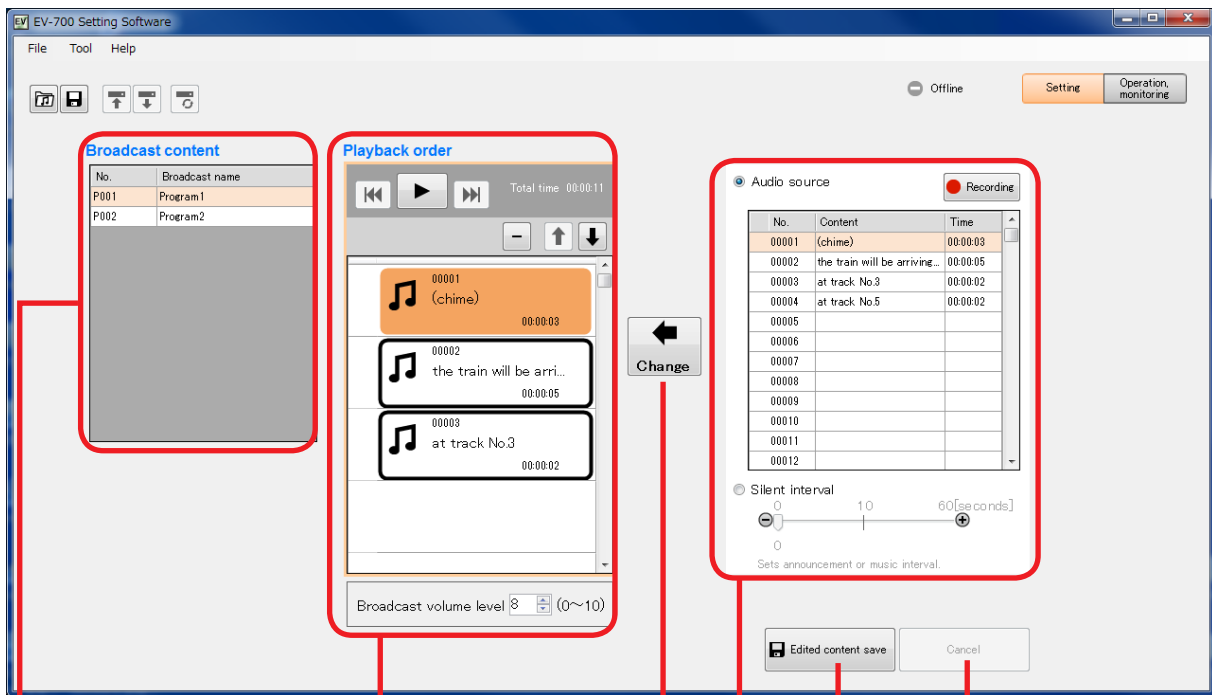 EV EV-700 Setting Software
File Tool Help
Offline
Setting
Operation,
monitoring
Broadcast content
No. Broadcast name
P001 Program1
P002 Program2
Playback order
Total time 00:00:11
00001
(chime)
00:00:03
00002
the train will be arri...
00:00:05
00003
at track No.3
00:00:02
Broadcast volume level 8 (0～10)
Change
Audio source
Recording
No. Content Time
00001 (chime) 00:00:03
00002 the train will be arriving... 00:00:05
00003 at track No.3 00:00:02
00004 at track No.5 00:00:02
00005
00006
00007
00008
00009
00010
00011
00012
Silent interval
0 10 60[seconds]
0
Sets announcement or music interval.
Edited content save
Cancel